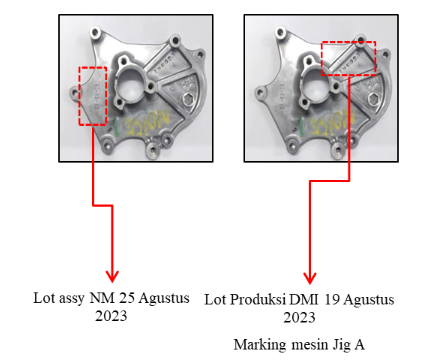 Lot assy NM 25 Agustus
2023
Lot Produksi DMI 19 Agustus
2023
Marking mesin Jig A